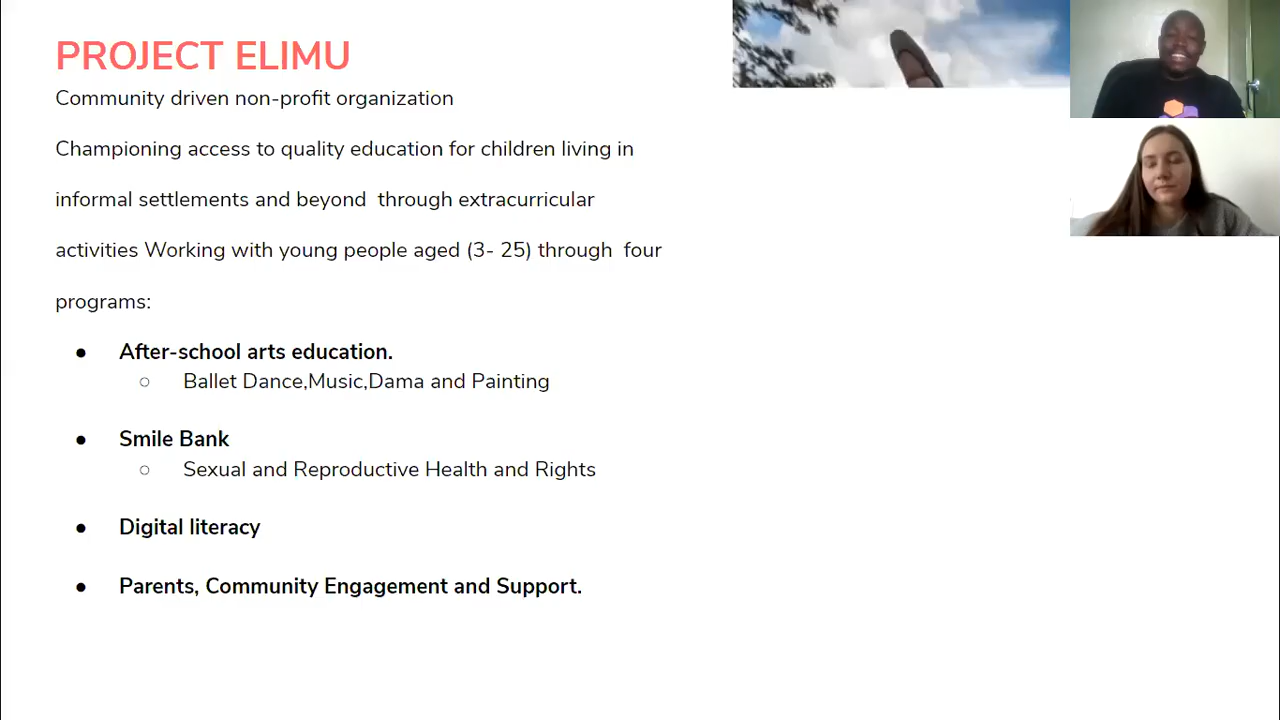 PROJECT ELIMU
Community driven non-profit organization
Championing access to quality education for children living in
informal settlements and beyond  through extracurricular
activities Working with young people aged (3- 25) through  four
programs:
● After-school arts education.
○ Ballet Dance,Music,Dama and Painting
● Smile Bank
○ Sexual and Reproductive Health and Rights
● Digital literacy
● Parents, Community Engagement and Support.